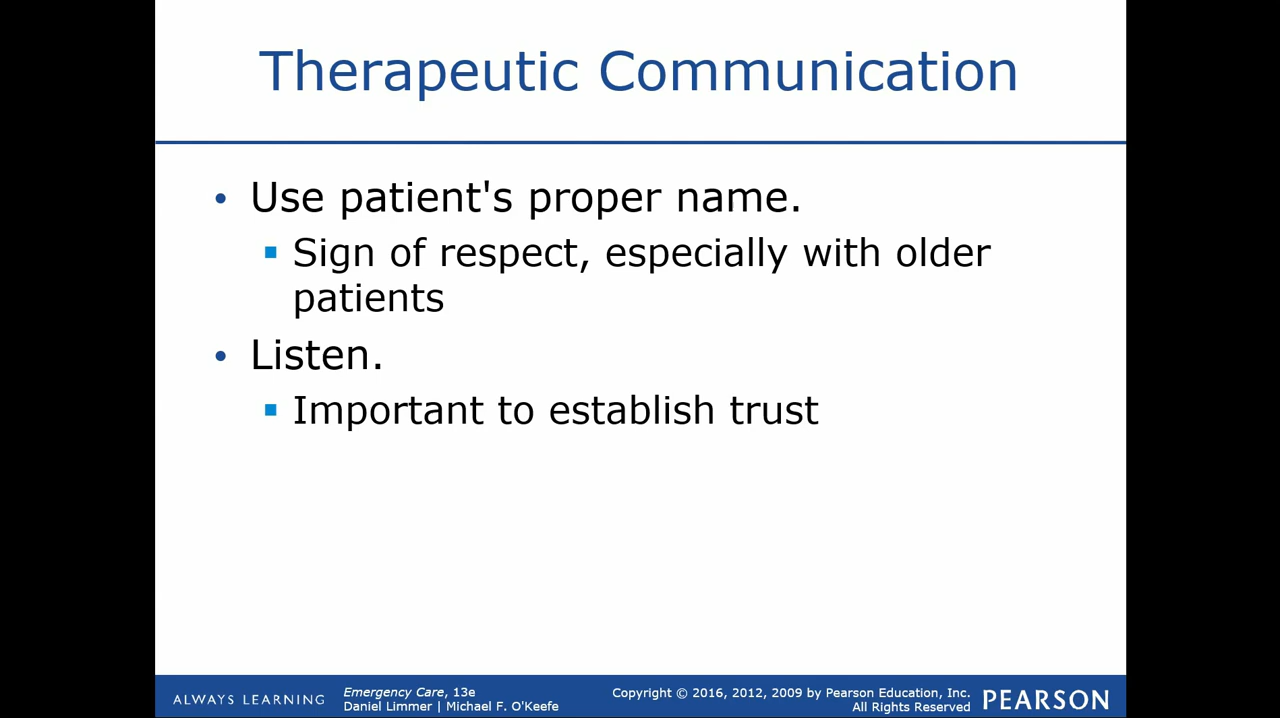 Therapeutic Communication
• Use patient's proper name.
▪ Sign of respect, especially with older
patients
• Listen.
▪ Important to establish trust
ALWAYS LEARNING
Emergency Care, 13e
Daniel Limmer | Michael F. O'Keefe
Copyright © 2016, 2012, 2009 by Pearson Education, Inc.
All Rights Reserved
PEARSON